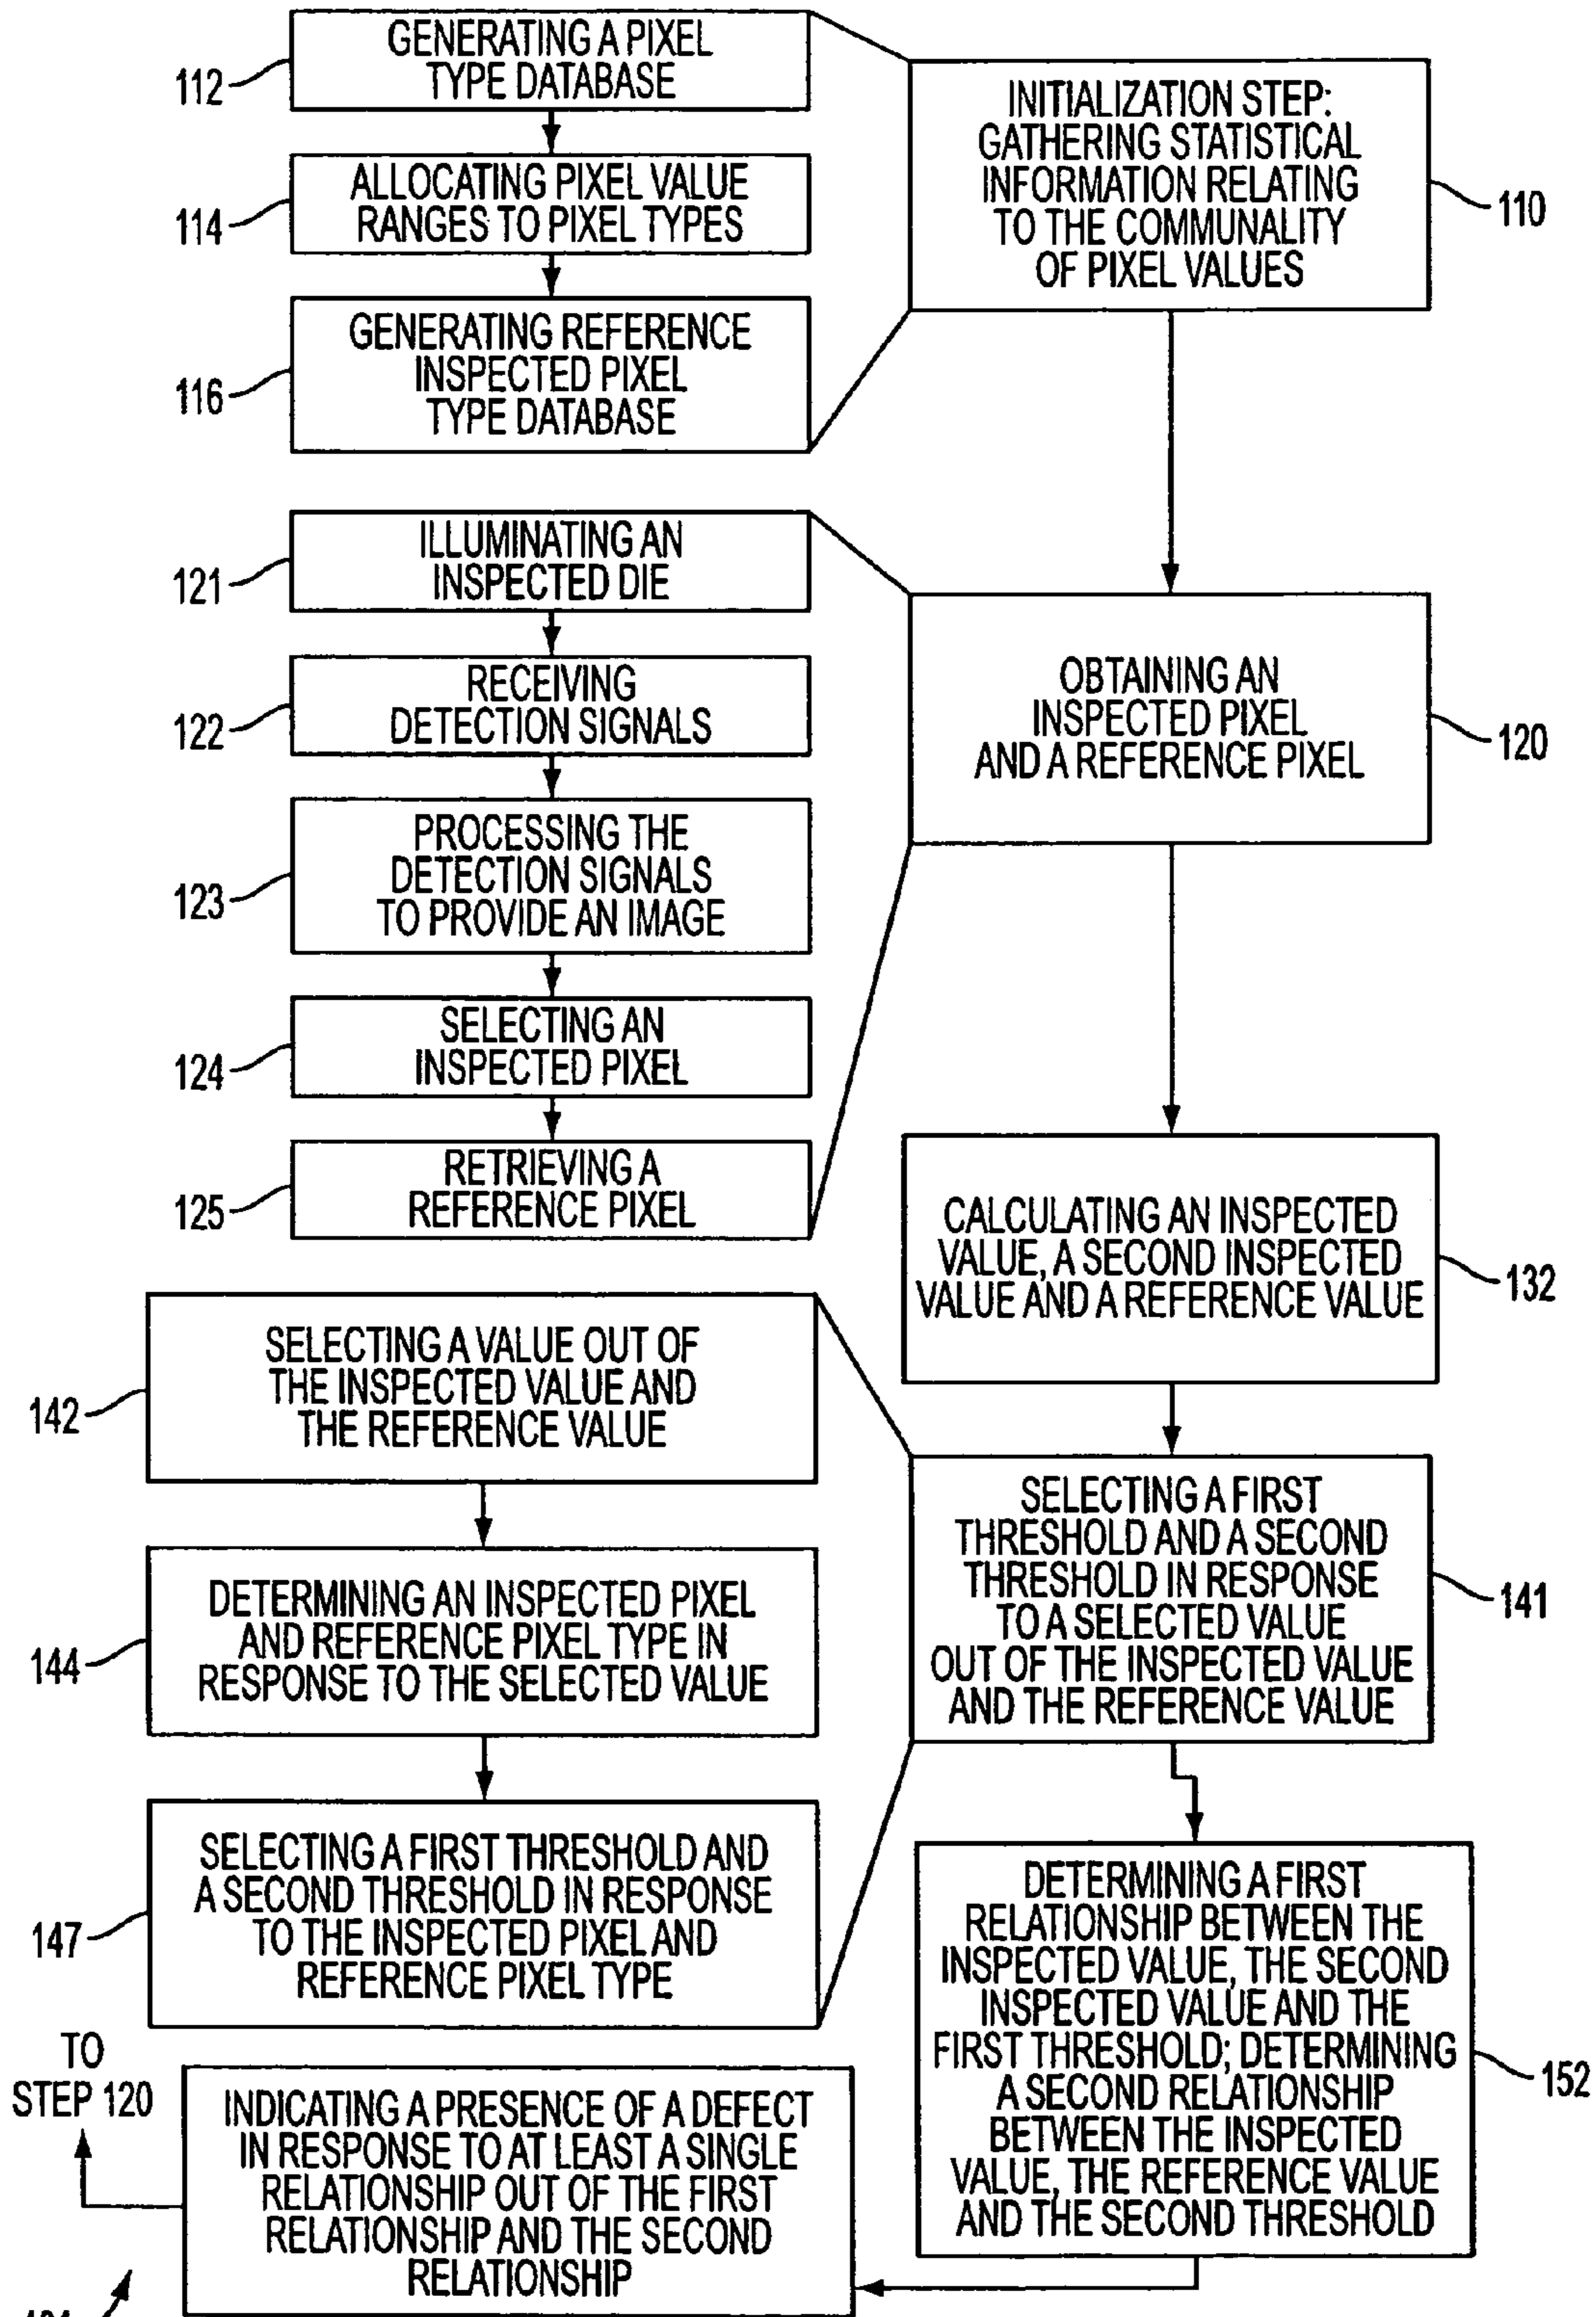 GENERATING A PIXEL
TYPE DATABASE
112
ALLOCATING PIXEL VALUE
RANGES TO PIXEL TYPES
114
GENERATING REFERENCE
INSPECTED PIXEL
TYPE DATABASE
116
INITIALIZATION STEP:
GATHERING STATISTICAL
INFORMATION RELATING
TO THE COMMUNALITY
OF PIXEL VALUES
110
ILLUMINATING AN
INSPECTED DIE
121
RECEIVING
DETECTION SIGNALS
122
PROCESSING THE
DETECTION SIGNALS
TO PROVIDE AN IMAGE
123
SELECTING AN
INSPECTED PIXEL
124
RETRIEVING A
REFERENCE PIXEL
125
OBTAINING AN
INSPECTED PIXEL
AND A REFERENCE PIXEL
120
CALCULATING AN INSPECTED
VALUE, A SECOND INSPECTED
VALUE AND A REFERENCE VALUE
132
SELECTING A VALUE OUT OF
THE INSPECTED VALUE AND
THE REFERENCE VALUE
142
DETERMINING AN INSPECTED PIXEL
AND REFERENCE PIXEL TYPE IN
RESPONSE TO THE SELECTED VALUE
144
SELECTING A FIRST THRESHOLD AND
A SECOND THRESHOLD IN RESPONSE
TO THE INSPECTED PIXEL AND
REFERENCE PIXEL TYPE
147
SELECTING A FIRST
THRESHOLD AND A SECOND
THRESHOLD IN RESPONSE
TO A SELECTED VALUE
OUT OF THE INSPECTED VALUE
AND THE REFERENCE VALUE
141
DETERMINING A FIRST
RELATIONSHIP BETWEEN THE
INSPECTED VALUE, THE SECOND
INSPECTED VALUE AND THE
FIRST THRESHOLD; DETERMINING
A SECOND RELATIONSHIP
BETWEEN THE INSPECTED
VALUE, THE REFERENCE VALUE
AND THE SECOND THRESHOLD
152
TO
STEP 120
INDICATING A PRESENCE OF A DEFECT
IN RESPONSE TO AT LEAST A SINGLE
RELATIONSHIP OUT OF THE FIRST
RELATIONSHIP AND THE SECOND
RELATIONSHIP